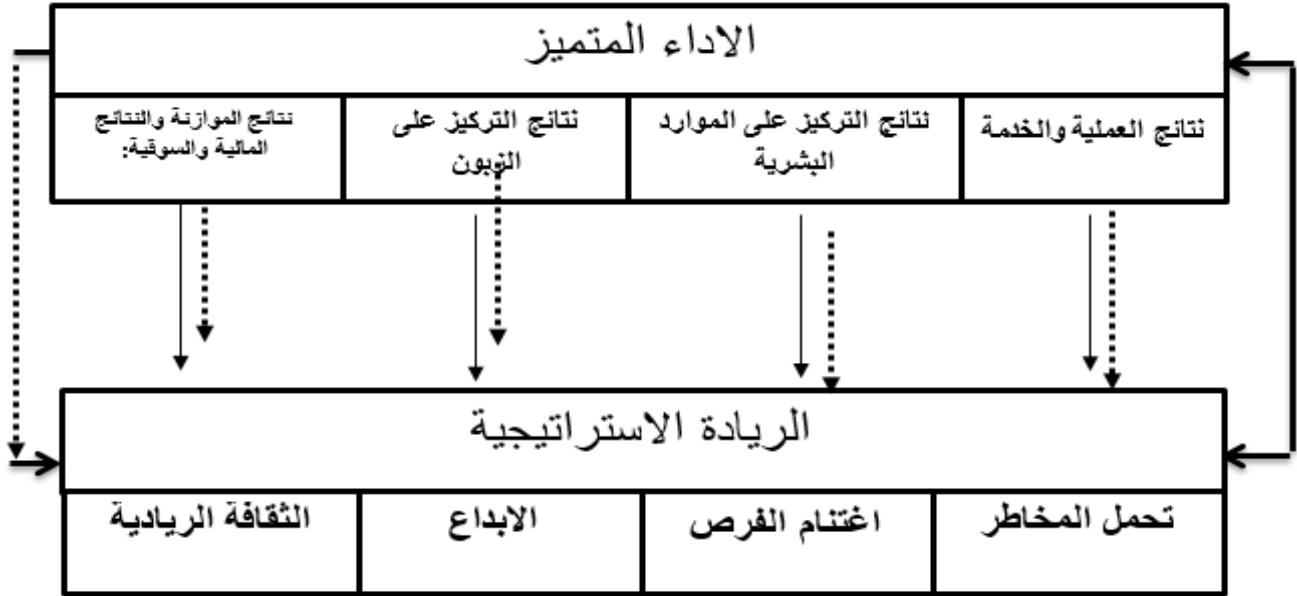 الاداء المتميز
نتائج العملية والخدمة
نتائج التركيز على الموارد
البشرية
نتائج التركيز على
الزبون
نتائج الموازنة والنتائج
المالية والسوقية:
الريادة الاستراتيجية
تحمل المخاطر
اغتنام الفرص
الابداع
الثقافة الريادية